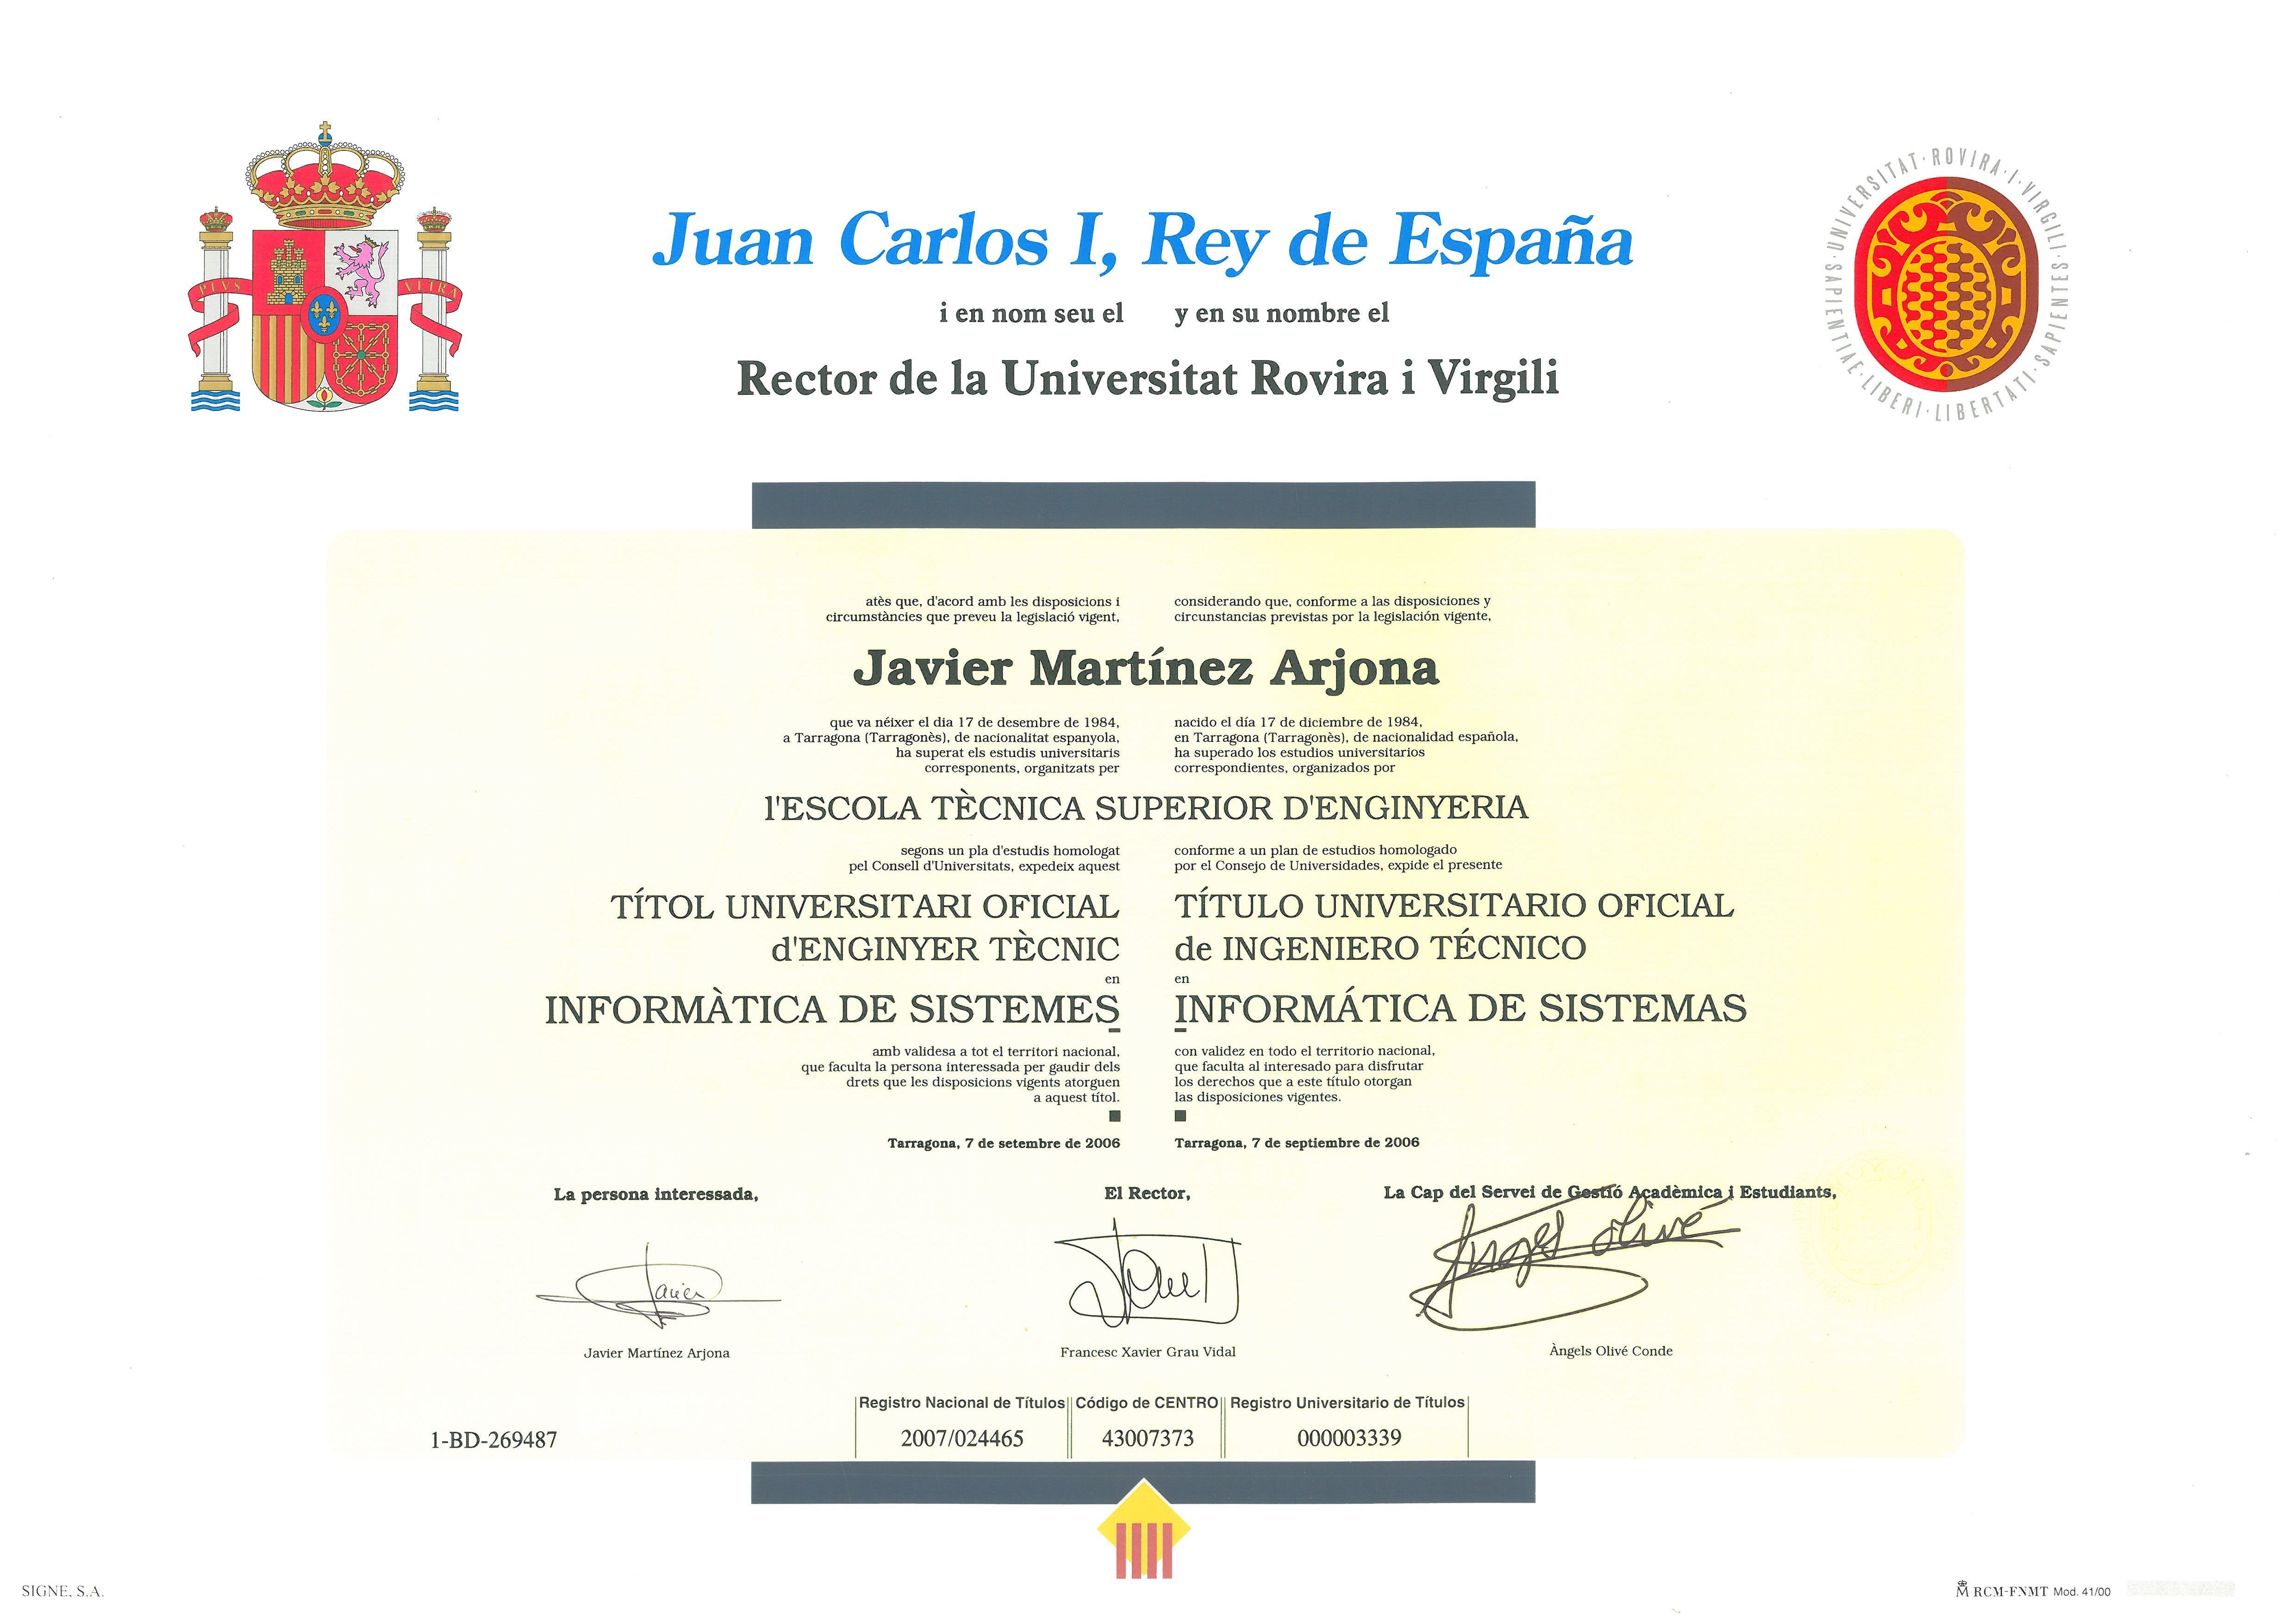 PLVS
VLTRA
UNIVERSITAT·ROVIRA·I·VIRGILI·SAPIENTES·LIBERTATI·LIBERI·SAPIENTIAE·
Juan Carlos I, Rey de España
i en nom seu el
y en su nombre el
Rector de la Universitat Rovira i Virgili
atès que, d'acord amb les disposicions i
circumstàncies que preveu la legislació vigent,
considerando que, conforme a las disposiciones y
circunstancias previstas por la legislación vigente,
Javier Martínez Arjona
que va néixer el dia 17 de desembre de 1984,
a Tarragona (Tarragonès), de nacionalitat espanyola,
ha superat els estudis universitaris
corresponents, organitzats per
nacido el día 17 de diciembre de 1984,
en Tarragona (Tarragonès), de nacionalidad española,
ha superado los estudios universitarios
correspondientes, organizados por
l'ESCOLA TÈCNICA SUPERIOR D'ENGINYERIA
segons un pla d'estudis homologat
pel Consell d'Universitats, expedeix aquest
conforme a un plan de estudios homologado
por el Consejo de Universidades, expide el presente
TÍTOL UNIVERSITARI OFICIAL
d'ENGINYER TÈCNIC
en
INFORMÀTICA DE SISTEMES
TÍTULO UNIVERSITARIO OFICIAL
de INGENIERO TÉCNICO
en
INFORMÁTICA DE SISTEMAS
amb validesa a tot el territori nacional,
que faculta la persona interessada per gaudir dels
drets que les disposicions vigents atorguen
a aquest títol.
con validez en todo el territorio nacional,
que faculta al interesado para disfrutar
los derechos que a este título otorgan
las disposiciones vigentes.
Tarragona, 7 de setembre de 2006
Tarragona, 7 de septiembre de 2006
La persona interessada,
El Rector,
La Cap del Servei de Gestió Acadèmica i Estudiants,
Javier
Àngels Olivé
Javier Martínez Arjona
Francesc Xavier Grau Vidal
Àngels Olivé Conde
Registro Nacional de Títulos
Código de CENTRO
Registro Universitario de Títulos
1-BD-269487
2007/024465
43007373
000003339
SIGNE, S.A.
M RCM-FNMT Mod. 41/00